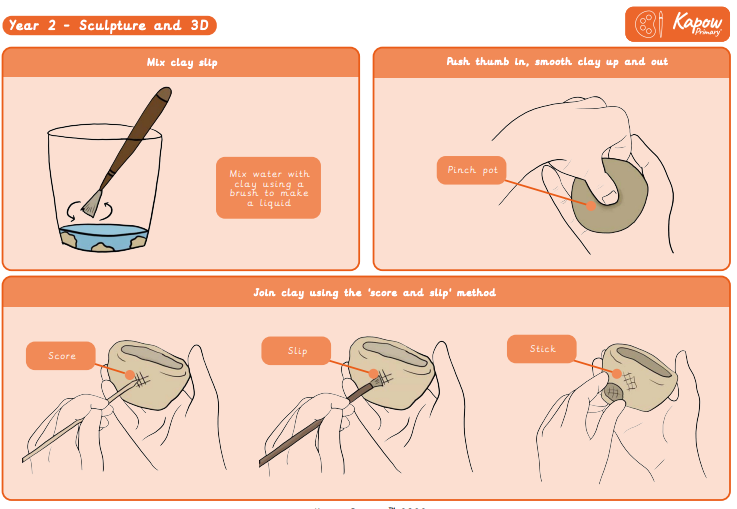 Year 2 - Sculpture and 3D
Kapow
Primary
Mix clay slip
Mix water with
clay using a
brush to make
a liquid
Push thumb in, smooth clay up and out
Pinch pot
Join clay using the 'score and slip' method
Score
Slip
Stick